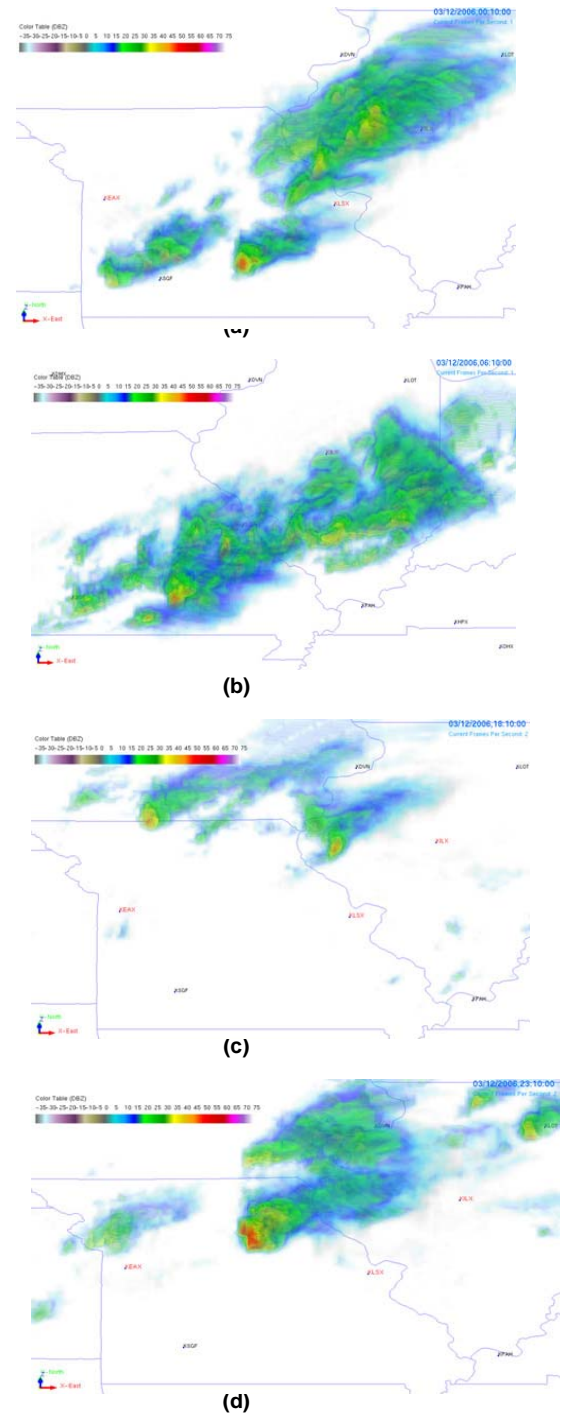 03/12/2006,00:10:00
Current Frames Per Second: 1
Color Table (DBZ)
-35-30-25-20-15-10-5 0 5 10 15 20 25 30 35 40 45 50 55 60 65 70 75
DVN
LOT
EAX
LSX
SGF
PAH
North
X-East
(a)
03/12/2006,06:10:00
Color Table (DBZ)
DVN
LOT
Current Frames Per Second:
-35-30-25-20-15-10-5 0 5 10 15 20 25 30 35 40 45 50 55 60 65 70 75
PAH
HPX
OHX
North
X-East
(b)
03/12/2006,18:10:00
Current Frames Per Second: 2
Color Table (DBZ)
-35-30-25-20-15-10-5 0 5 10 15 20 25 30 35 40 45 50 55 60 65 70 75
DVN
LOT
ILX
EAX
LSX
SGF
PAH
North
X-East
(c)
03/12/2006,23:10:00
Current Frames Per Second: 2
Color Table (DBZ)
-35-30-25-20-15-10-5 0 5 10 15 20 25 30 35 40 45 50 55 60 65 70 75
DVN
LOT
ILX
EAX
LSX
SGF
PAH
North
X-East
(d)